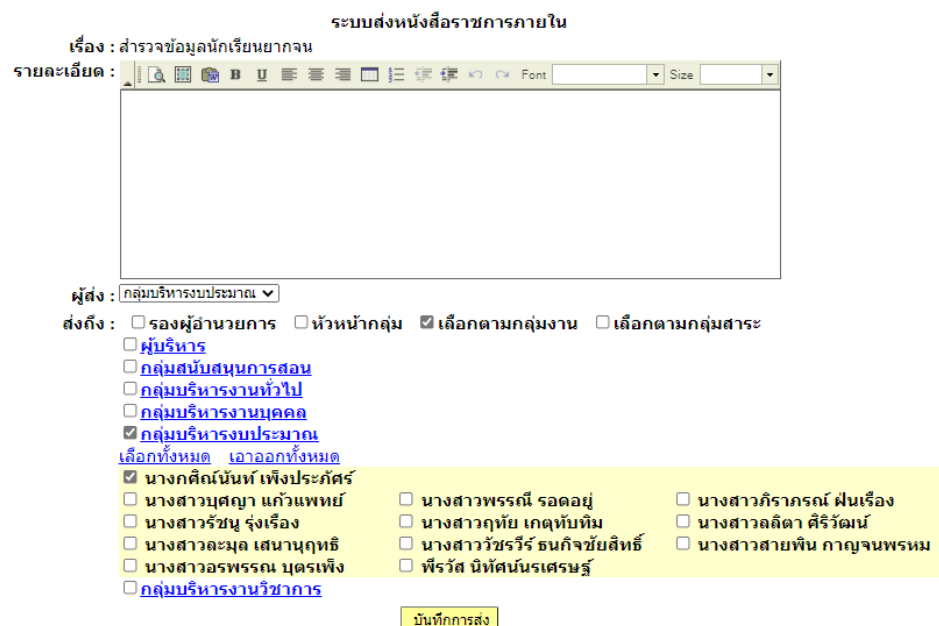 ระบบส่งหนังสือราชการภายใน
เรื่อง : สำรวจข้อมูลนักเรียนยากจน
รายละเอียด : B U Font Size
ผู้ส่ง : กลุ่มบริหารงบประมาณ
ส่งถึง : รองผู้อำนวยการ หัวหน้ากลุ่ม เลือกตามกลุ่มงาน เลือกตามกลุ่มสาระ
ผู้บริหาร
กลุ่มสนับสนุนการสอน
กลุ่มบริหารงานทั่วไป
กลุ่มบริหารงานบุคคล
กลุ่มบริหารงบประมาณ
เลือกทั้งหมด เอาออกทั้งหมด
นางกศิณ์นันท์ เพ็งประภัศร์
นางสาวบุศญา แก้วแพทย์ นางสาวพรรณี รอดอยู่ นางสาวภิราภรณ์ ฝันเรื่อง
นางสาวรัชนู รุ่งเรื่อง นางสาวฤทัย เกตุทับทิม นางสาวลลิตา ศิริวัฒน์
นางสาวละมุล เสนานุฤทธิ นางสาววัชรวีร์ ธนกิจชัยสิทธิ์ นางสาวสายพิน กาญจนพรหม
นางสาวอรพรรณ บุตรเพ็ง พีรวัส นิทัศน์นรเศรษฐ์
กลุ่มบริหารงานวิชาการ
บันทึกการส่ง